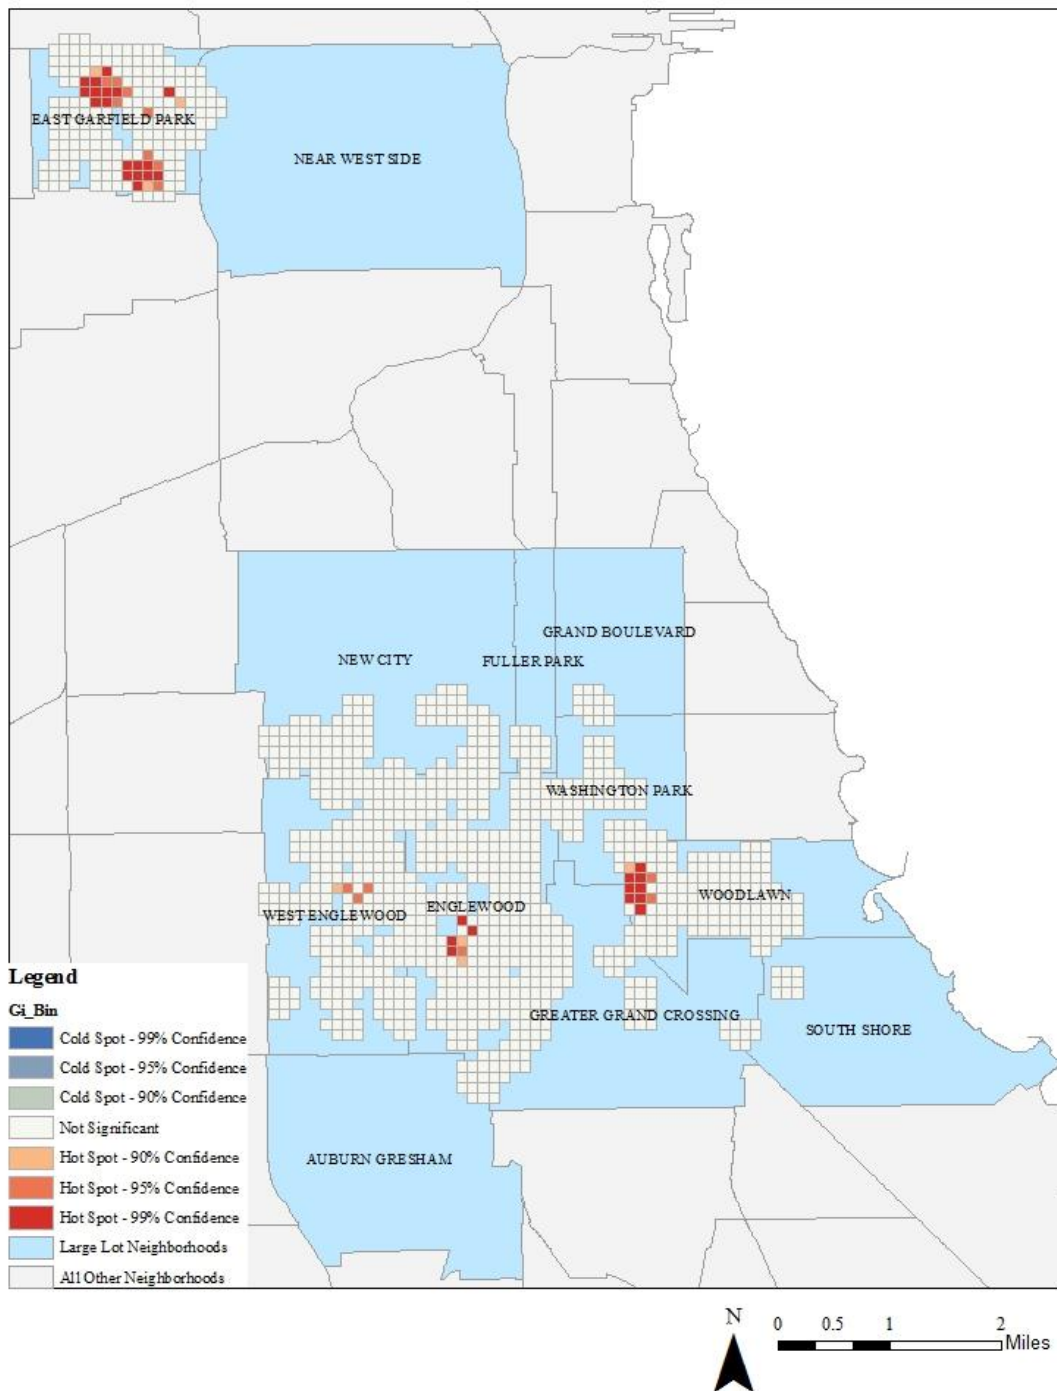 EAST GARFIELD PARK
NEAR WEST SIDE
GRAND BOULEVARD
NEW CITY
FULLER PARK
WASHINGTON PARK
WOODLAWN
ENGLEWOOD
WEST ENGLEWOOD
GREATER GRAND CROSSING
SOUTH SHORE
AUBURN GRESHAM
Legend
Gi_Bin
Cold Spot - 99% Confidence
Cold Spot - 95% Confidence
Cold Spot - 90% Confidence
Not Significant
Hot Spot - 90% Confidence
Hot Spot - 95% Confidence
Hot Spot - 99% Confidence
Large Lot Neighborhoods
All Other Neighborhoods
N
0 0.5 1 2
Miles